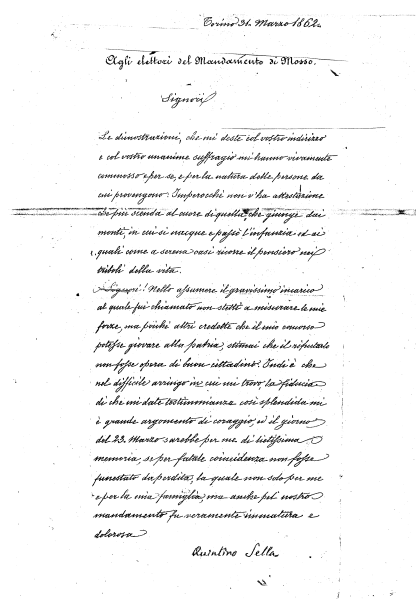 Torino 31. Marzo 1862.
Agli elettori del Mandamento di Mosso.
Signori
Le dimostrazioni, che mi deste col vostro indirizzo
e col vostro unanime suffragio mi hanno vivamente
commosso e per se, e per la natura delle persone da
cui provengono. Imperocchè non v'ha attestazione
che più scenda al cuore di quella che giunge dai
monti, in cui si nacque e passò l'infanzia ed ai
quali come a serena oasi ricorre il pensiero nei
triboli della vita.
Signori! Nello assumere il gravissimo incarico
al quale fui chiamato non stetti a misurare le mie
forze, ma poichè altri credette che il mio concorso
potesse giovare alla patria, stimai che il rifiutarlo
non fosse opera di buon cittadino. Indi è che
nel difficile arringo in cui mi trovo, la fiducia
di che mi date testimonianza così splendida mi
è grande argomento di coraggio, ed il giorno
del 23. Marzo sarebbe per me di lietissima
memoria, se per fatale coincidenza non fosse
funestato da perdita, la quale non solo per me
e per la mia famiglia, ma anche pel nostro
mandamento fu veramente immatura e
dolorosa
Quintino Sella